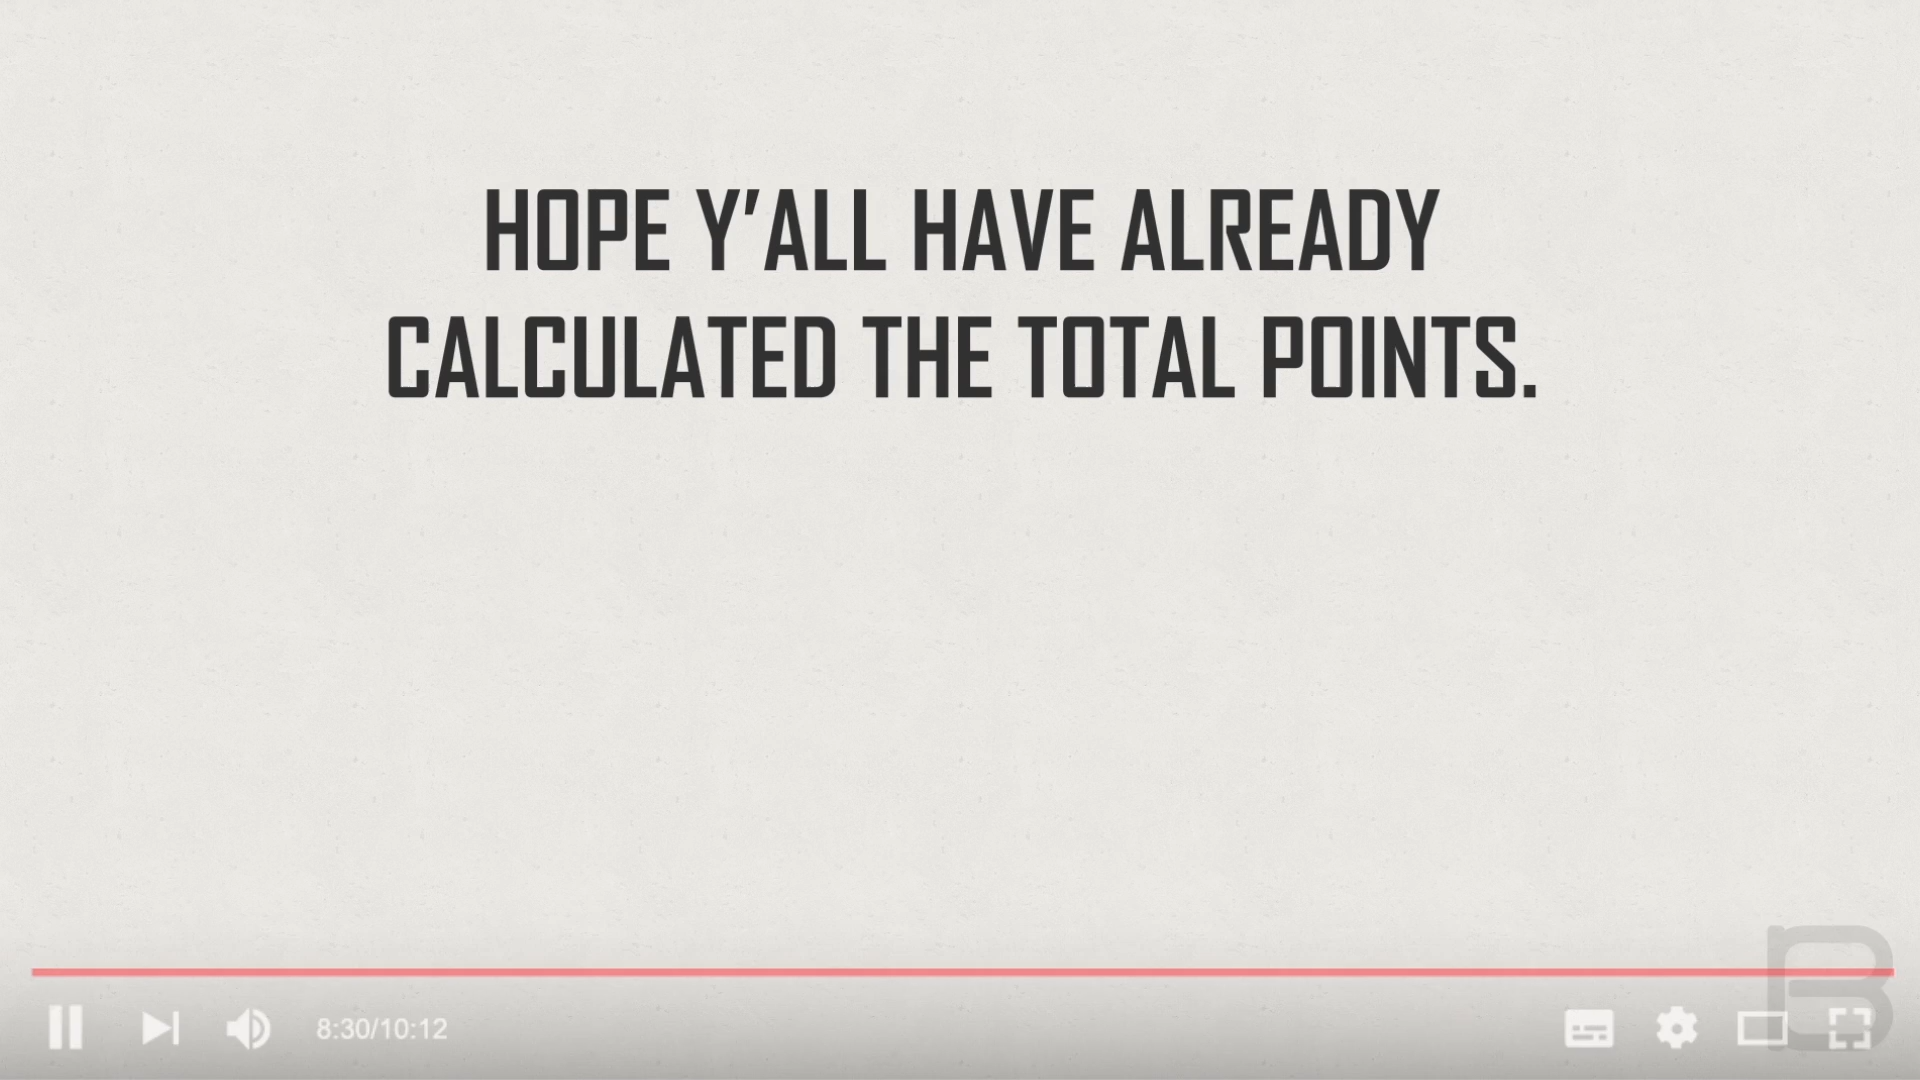 HOPE Y'ALL HAVE ALREADY
CALCULATED THE TOTAL POINTS.
8:30/10:12
B